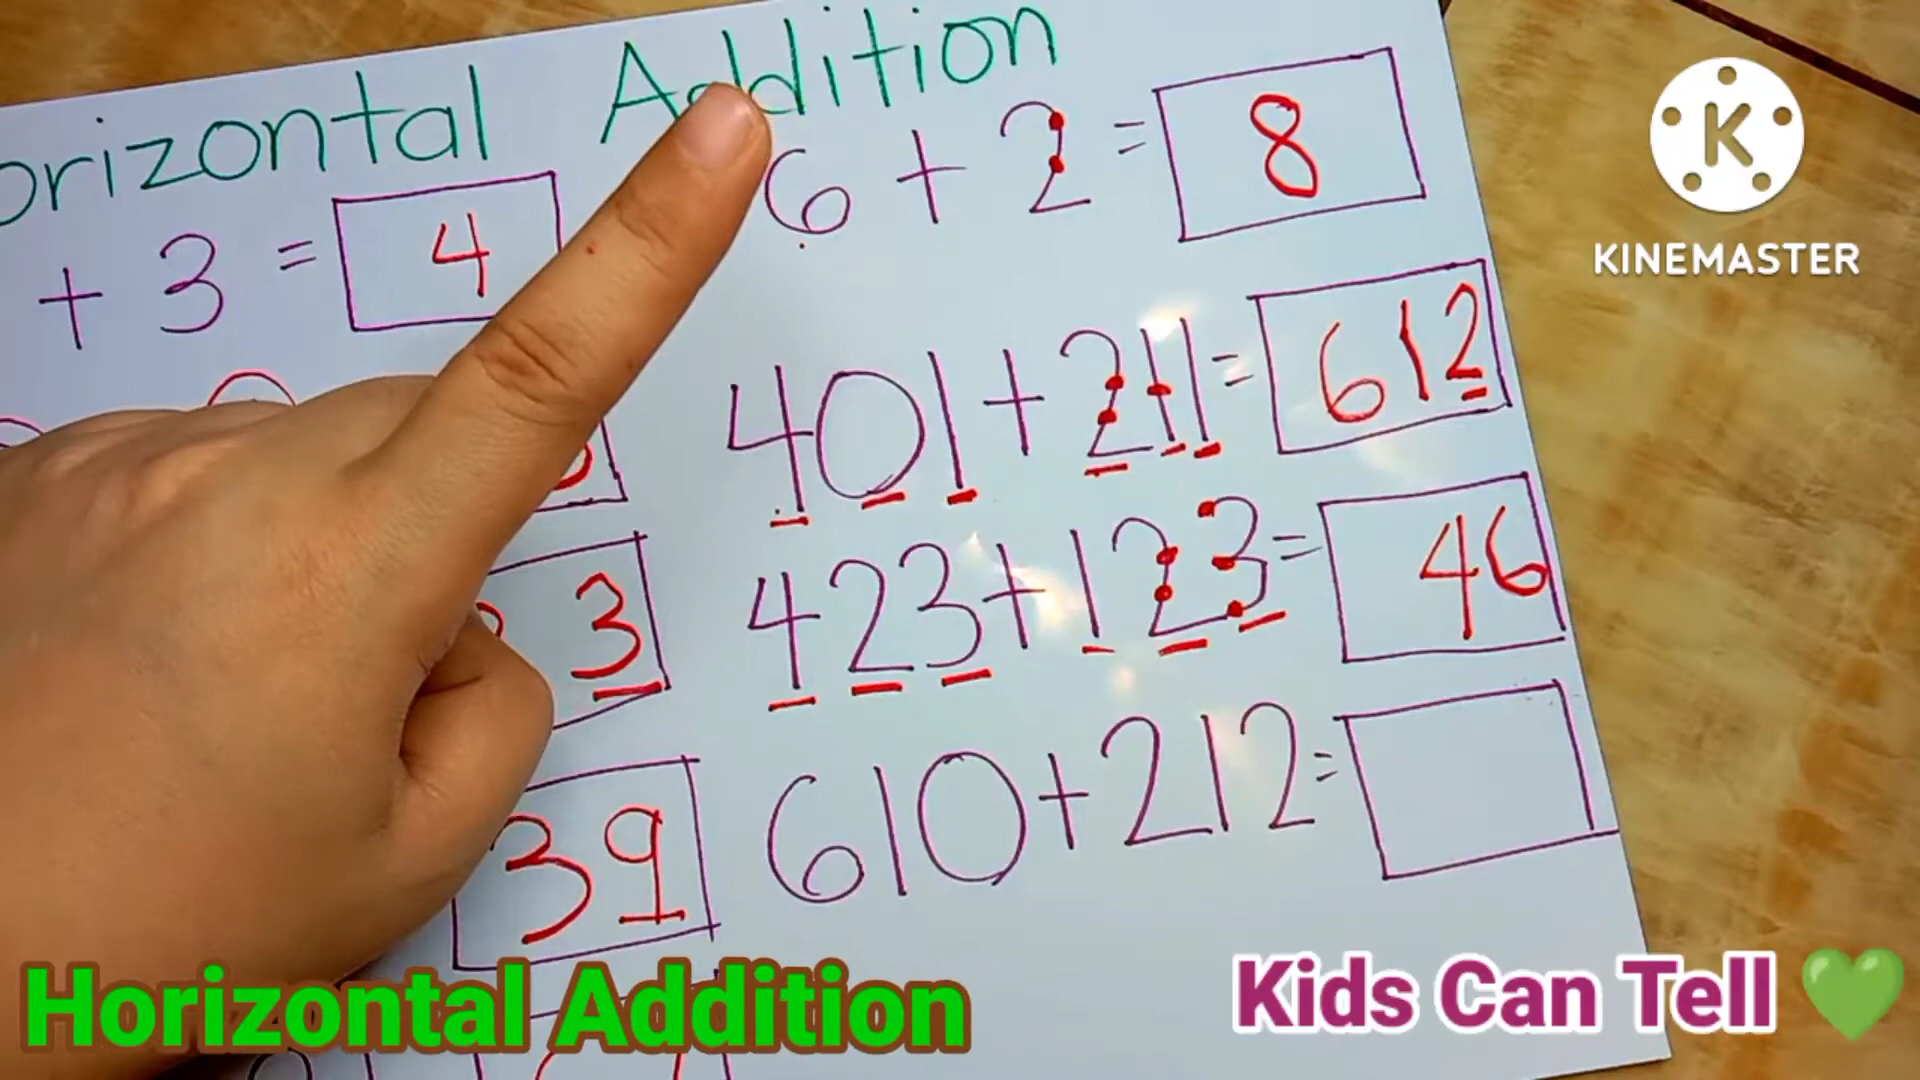 orizontal Addition
+ 3 = 4
6 + 2 = 8
401 + 211 = 612
3
423 + 123 = 46
39
610 + 212 =
KINEMASTER
Horizontal Addition
Kids Can Tell 💚